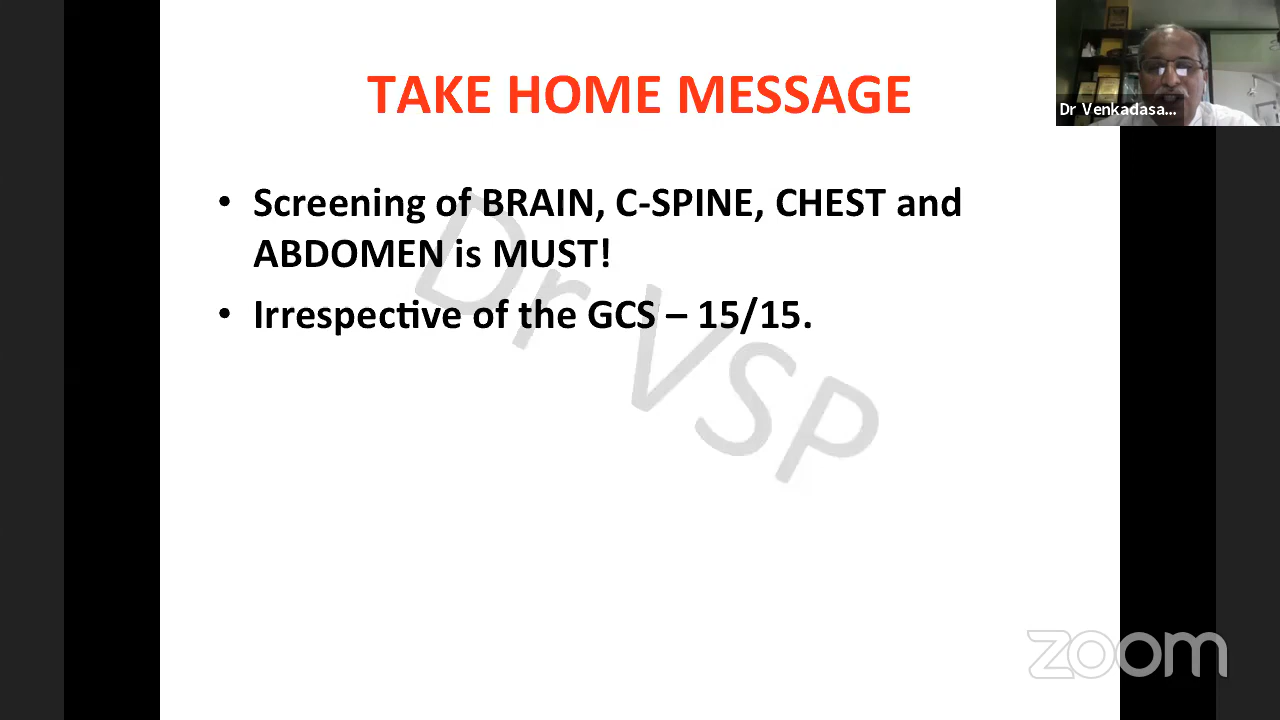 TAKE HOME MESSAGE
Dr Venkadasa...
• Screening of BRAIN, C-SPINE, CHEST and
ABDOMEN is MUST!
• Irrespective of the GCS – 15/15.
Dr VSP
zoom